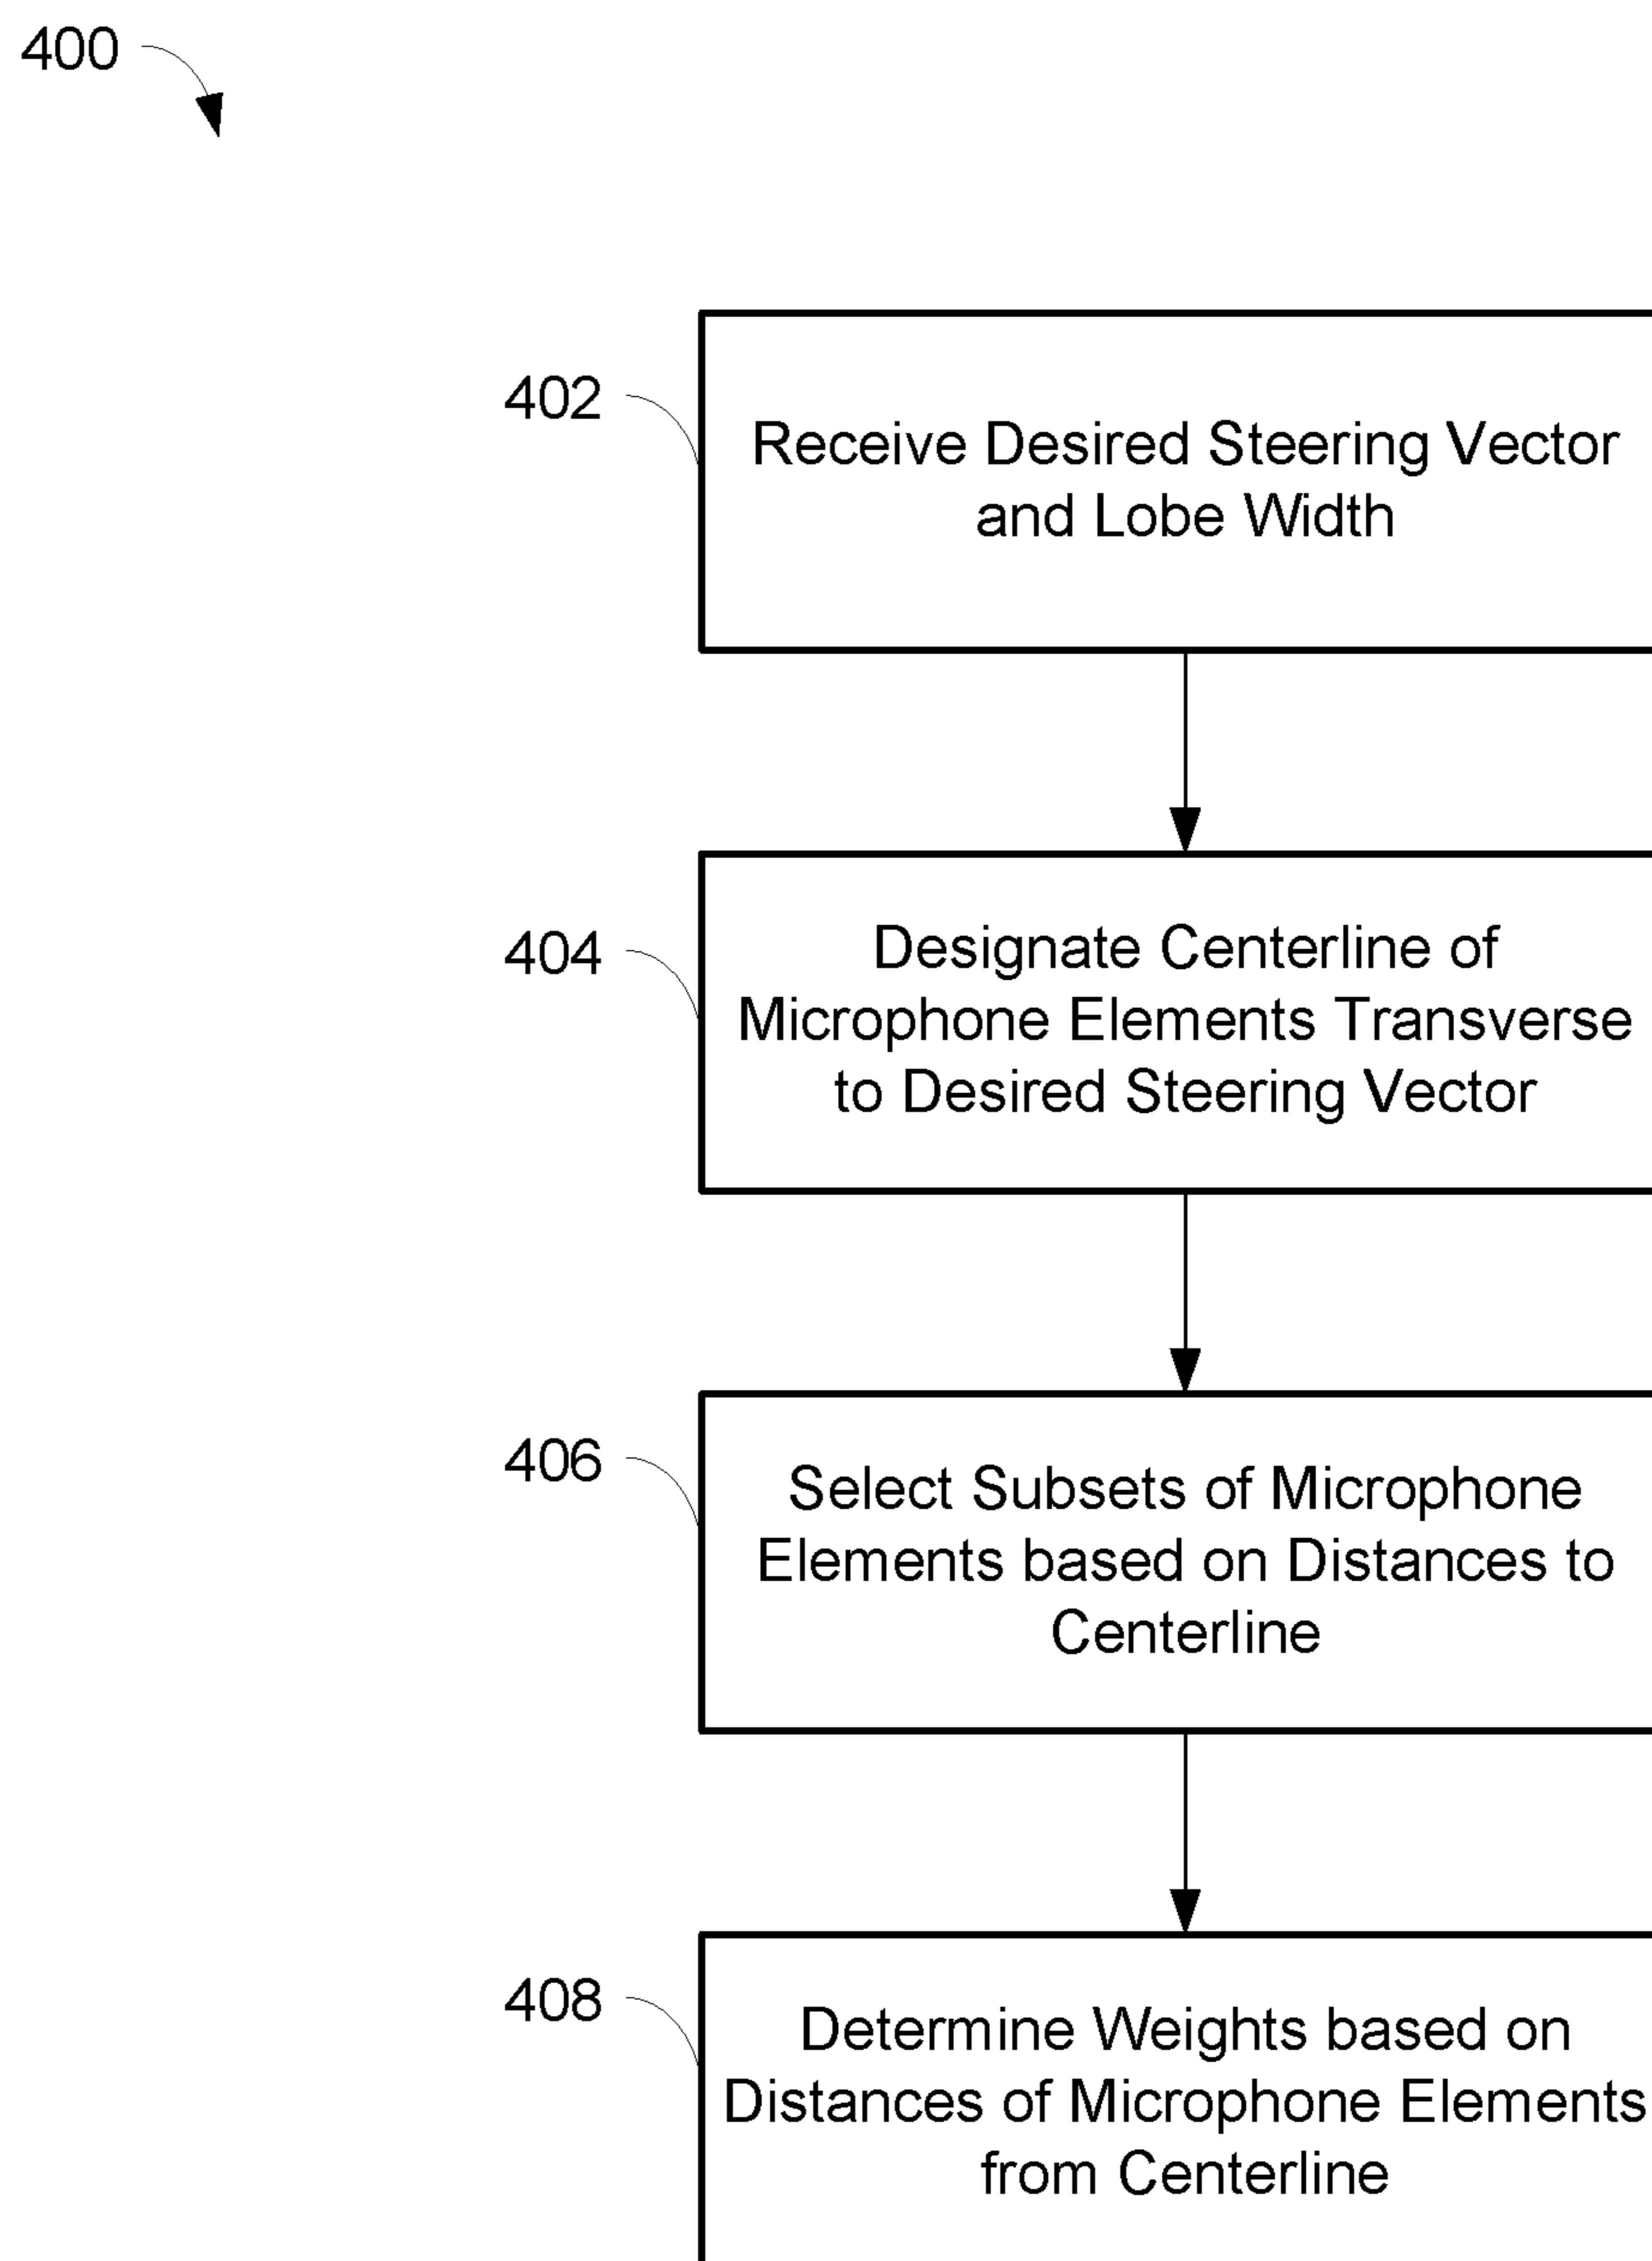 400
402
Receive Desired Steering Vector
and Lobe Width
404
Designate Centerline of
Microphone Elements Transverse
to Desired Steering Vector
406
Select Subsets of Microphone
Elements based on Distances to
Centerline
408
Determine Weights based on
Distances of Microphone Elements
from Centerline